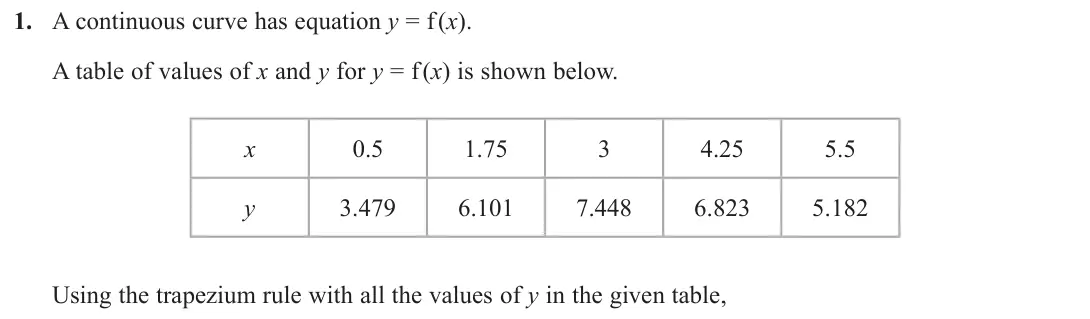 1. A continuous curve has equation y = f(x).
A table of values of x and y for y = f(x) is shown below.
x 0.5 1.75 3 4.25 5.5
y 3.479 6.101 7.448 6.823 5.182
Using the trapezium rule with all the values of y in the given table,